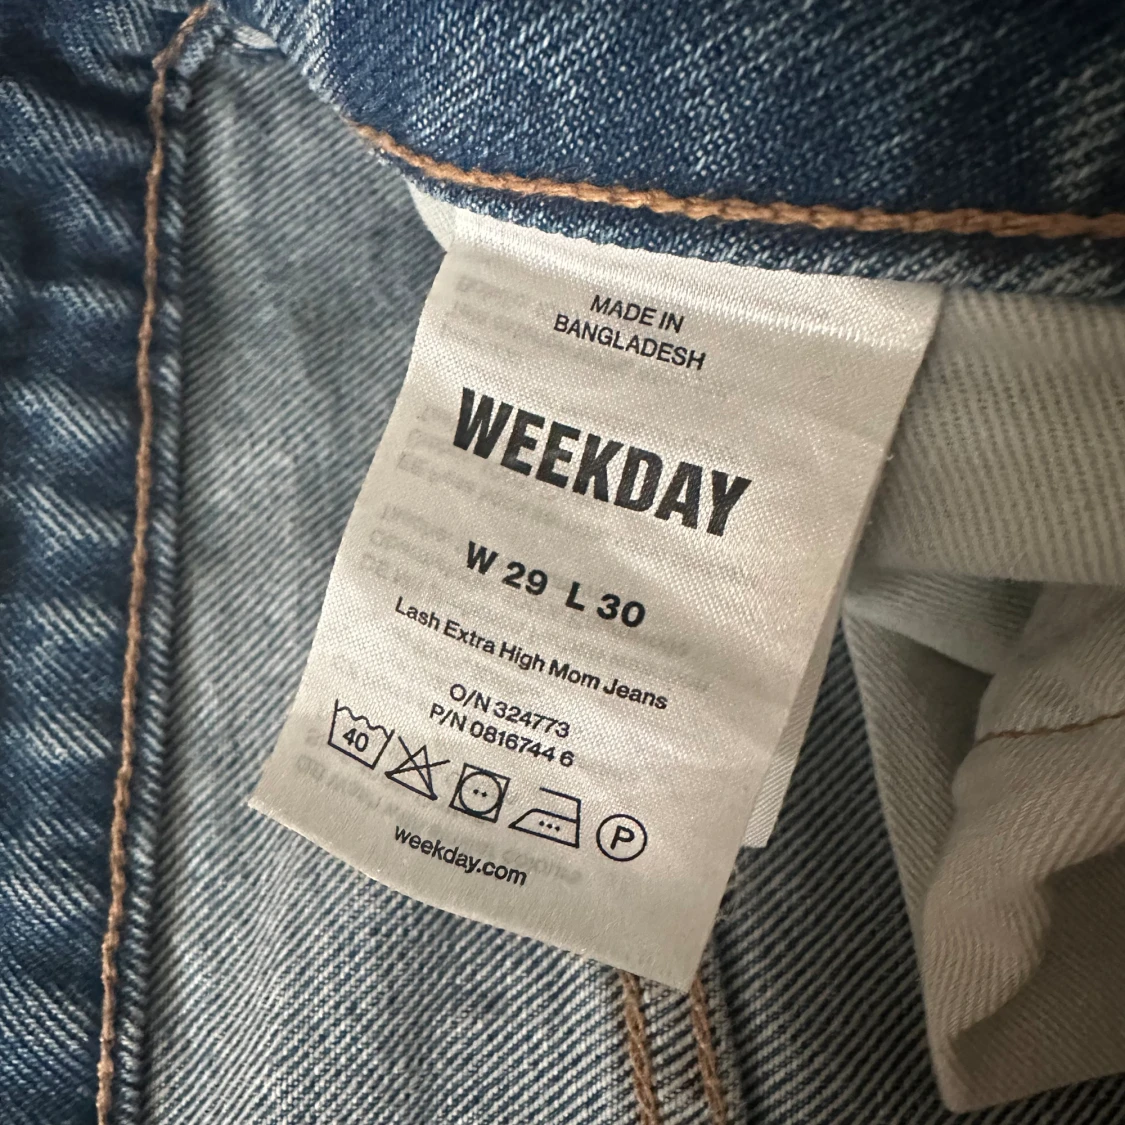 MADE IN
BANGLADESH
WEEKDAY
W 29 L 30
Lash Extra High Mom Jeans
O/N 324773
P/N 0816744 6
40
P
weekday.com